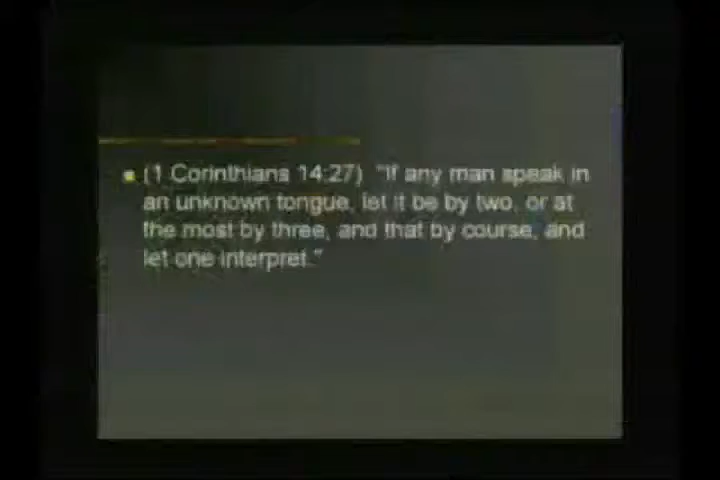 (1 Corinthians 14:27) "If any man speak in
an unknown tongue, let it be by two, or at
the most by three, and that by course, and
let one interpret."